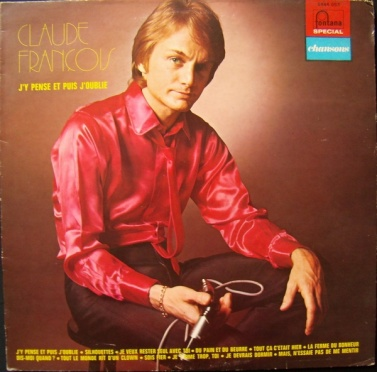 CLAUDE
FRANÇOIS
J'Y PENSE ET PUIS J'OUBLIE
fontana
SPECIAL
chansons
J'Y PENSE ET PUIS J'OUBLIE • SILHOUETTES • JE VEUX RESTER SEUL AVEC TOI • DU PAIN ET DU BEURRE • TOUT ÇA C'ETAIT HIER • LA FERME DU BONHEUR
DIS-MOI QUAND? • TOUT LE MONDE RIT D'UN CLOWN • SOIS FIER • JE T'AIME TROP, TOI • JE DEVRAIS DORMIR • MAIS, N'ESSAIE PAS DE ME MENTIR